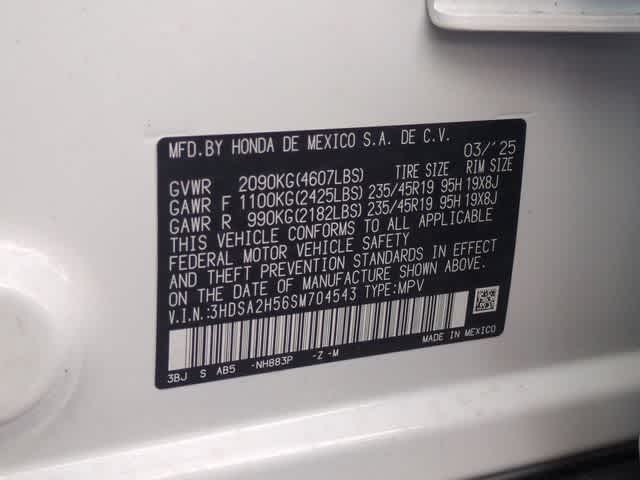 MFD.BY HONDA DE MEXICO S.A. DE C.V. 03/'25
TIRE SIZE RIM SIZE
GVWR 2090KG(4607LBS)
GAWR F 1100KG(2425LBS) 235/45R19 95H 19X8J
GAWR R 990KG(2182LBS) 235/45R19 95H 19X8J
THIS VEHICLE CONFORMS TO ALL APPLICABLE
FEDERAL MOTOR VEHICLE SAFETY
AND THEFT PREVENTION STANDARDS IN EFFECT
ON THE DATE OF MANUFACTURE SHOWN ABOVE.
V.I.N.:3HDSA2H56SM704543 TYPE:MPV
MADE IN MEXICO
3BJ S AB5 -NH883P -Z -M